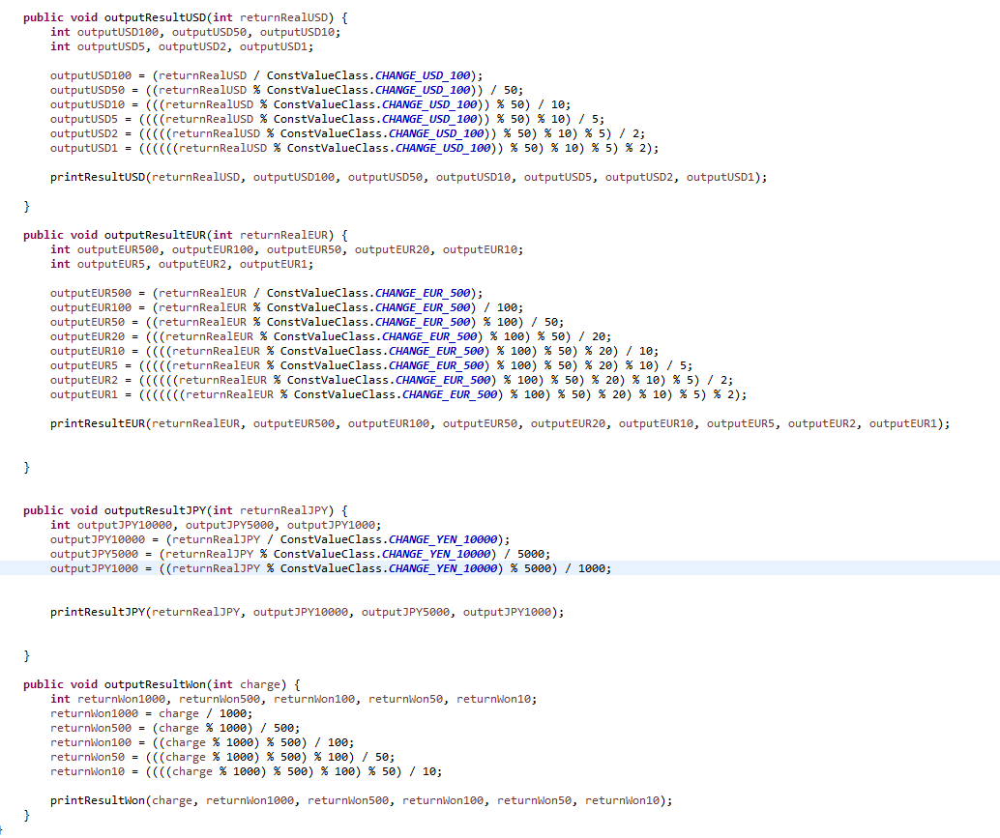 public void outputResultUSD(int returnRealUSD) {
int outputUSD100, outputUSD50, outputUSD10;
int outputUSD5, outputUSD2, outputUSD1;
outputUSD100 = (returnRealUSD / ConstValueClass.CHANGE_USD_100);
outputUSD50 = ((returnRealUSD % ConstValueClass.CHANGE_USD_100)) / 50;
outputUSD10 = (((returnRealUSD % ConstValueClass.CHANGE_USD_100)) % 50) / 10;
outputUSD5 = ((((returnRealUSD % ConstValueClass.CHANGE_USD_100)) % 50) % 10) / 5;
outputUSD2 = (((((returnRealUSD % ConstValueClass.CHANGE_USD_100)) % 50) % 10) % 5) / 2;
outputUSD1 = ((((((returnRealUSD % ConstValueClass.CHANGE_USD_100)) % 50) % 10) % 5) % 2);
printResultUSD(returnRealUSD, outputUSD100, outputUSD50, outputUSD10, outputUSD5, outputUSD2, outputUSD1);
}
public void outputResultEUR(int returnRealEUR) {
int outputEUR500, outputEUR100, outputEUR50, outputEUR20, outputEUR10;
int outputEUR5, outputEUR2, outputEUR1;
outputEUR500 = (returnRealEUR / ConstValueClass.CHANGE_EUR_500);
outputEUR100 = (returnRealEUR % ConstValueClass.CHANGE_EUR_500) / 100;
outputEUR50 = ((returnRealEUR % ConstValueClass.CHANGE_EUR_500) % 100) / 50;
outputEUR20 = (((returnRealEUR % ConstValueClass.CHANGE_EUR_500) % 100) % 50) / 20;
outputEUR10 = ((((returnRealEUR % ConstValueClass.CHANGE_EUR_500) % 100) % 50) % 20) / 10;
outputEUR5 = (((((returnRealEUR % ConstValueClass.CHANGE_EUR_500) % 100) % 50) % 20) % 10) / 5;
outputEUR2 = ((((((returnRealEUR % ConstValueClass.CHANGE_EUR_500) % 100) % 50) % 20) % 10) % 5) / 2;
outputEUR1 = (((((((returnRealEUR % ConstValueClass.CHANGE_EUR_500) % 100) % 50) % 20) % 10) % 5) % 2);
printResultEUR(returnRealEUR, outputEUR500, outputEUR100, outputEUR50, outputEUR20, outputEUR10, outputEUR5, outputEUR2, outputEUR1);
}
public void outputResultJPY(int returnRealJPY) {
int outputJPY10000, outputJPY5000, outputJPY1000;
outputJPY10000 = (returnRealJPY / ConstValueClass.CHANGE_YEN_10000);
outputJPY5000 = (returnRealJPY % ConstValueClass.CHANGE_YEN_10000) / 5000;
outputJPY1000 = ((returnRealJPY % ConstValueClass.CHANGE_YEN_10000) % 5000) / 1000;
printResultJPY(returnRealJPY, outputJPY10000, outputJPY5000, outputJPY1000);
}
public void outputResultWon(int charge) {
int returnWon1000, returnWon500, returnWon100, returnWon50, returnWon10;
returnWon1000 = charge / 1000;
returnWon500 = (charge % 1000) / 500;
returnWon100 = ((charge % 1000) % 500) / 100;
returnWon50 = (((charge % 1000) % 500) % 100) / 50;
returnWon10 = ((((charge % 1000) % 500) % 100) % 50) / 10;
printResultWon(charge, returnWon1000, returnWon500, returnWon100, returnWon50, returnWon10);
}
}